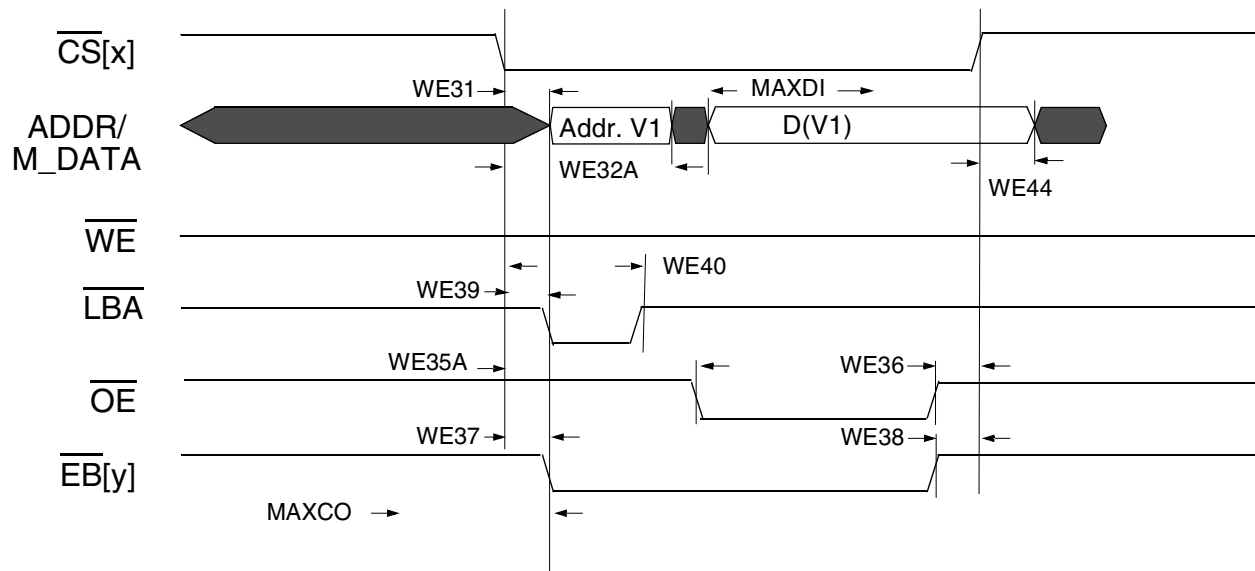 CS[x]
WE31
MAXDI
ADDR/
M_DATA
Addr. V1
D(V1)
WE32A
WE44
WE
WE40
WE39
LBA
WE35A
WE36
OE
WE37
WE38
EB[y]
MAXCO